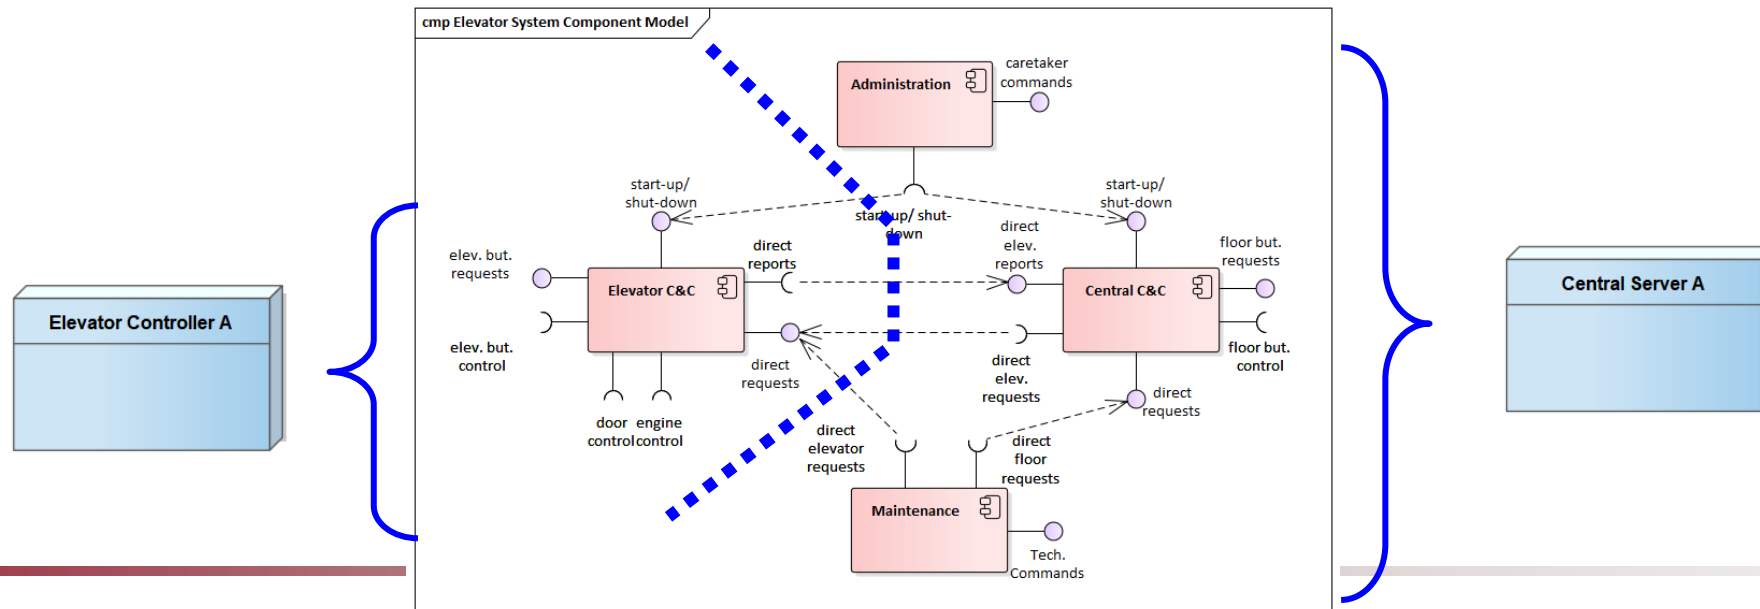 cmp Elevator System Component Model
caretaker
commands
Administration
start-up/
shut-down
start-up/ shut-
down
start-up/
shut-down
elev. but.
requests
direct
reports
direct
elev.
reports
floor but.
requests
Elevator C&C
Central C&C
Elevator Controller A
Central Server A
elev. but.
control
direct
requests
direct
elev.
requests
floor but.
control
door
control
engine
control
direct
elevator
requests
direct
floor
requests
direct
requests
Maintenance
Tech.
Commands